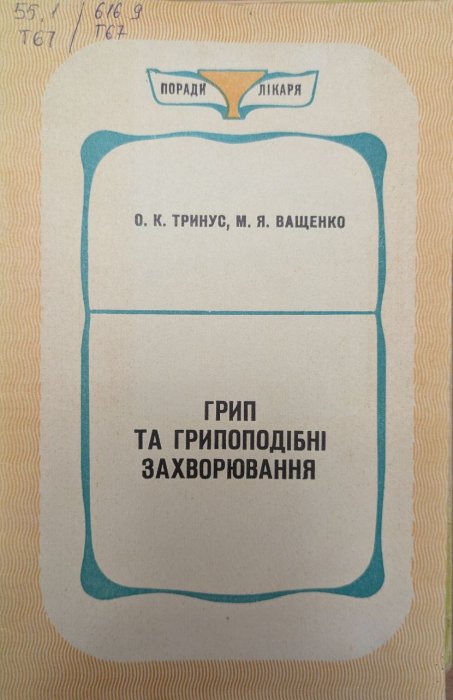 55.1 / 616.9
Т67 / Т67
ПОРАДИ ЛІКАРЯ
О. К. ТРИНУС, М. Я. ВАЩЕНКО
ГРИП
ТА ГРИПОПОДІБНІ
ЗАХВОРЮВАННЯ